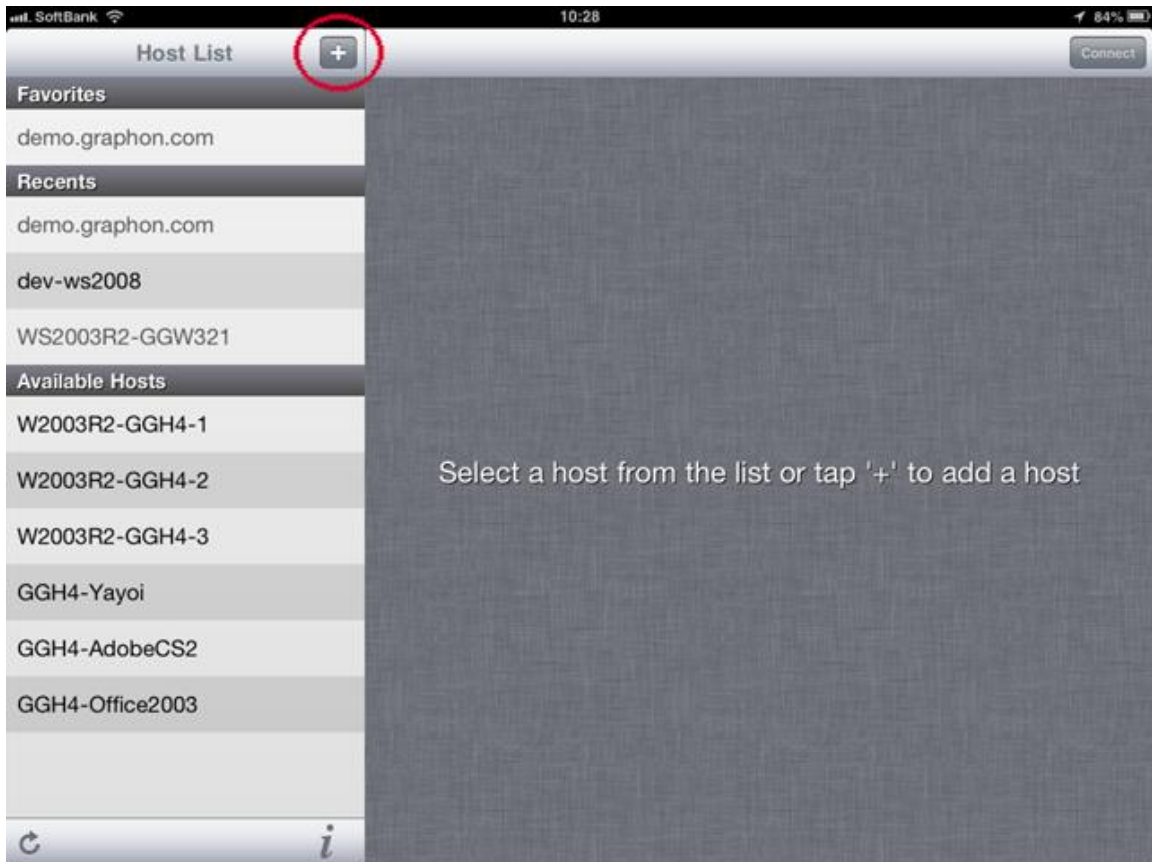 SoftBank 10:28 84%
Host List + Connect
Favorites
demo.graphon.com
Recents
demo.graphon.com
dev-ws2008
WS2003R2-GGW321
Available Hosts
W2003R2-GGH4-1
W2003R2-GGH4-2
W2003R2-GGH4-3
GGH4-Yayoi
GGH4-AdobeCS2
GGH4-Office2003
Select a host from the list or tap '+' to add a host
i